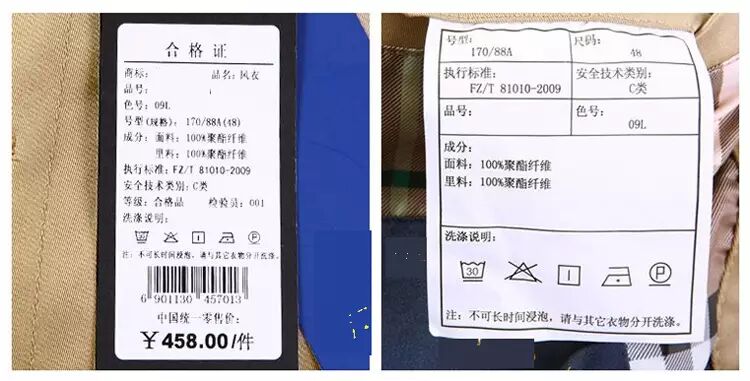 合格证
商标: 品名: 风衣
品号:
色号: 09L
号型(规格): 170/88A(48)
成分: 面料: 100%聚酯纤维
里料: 100%聚酯纤维
执行标准: FZ/T 81010-2009
安全技术类别: C类
等级: 合格品 检验员: 001
洗涤说明:
注: 不可长时间浸泡, 请与其它衣物分开洗涤.
6 901130 457013
中国统一零售价:
¥458.00/件
号型: 尺码:
170/88A 48
执行标准: 安全技术类别:
FZ/T 81010-2009 C类
品号: 色号:
09L
成分:
面料: 100%聚酯纤维
里料: 100%聚酯纤维
洗涤说明:
30 P
注: 不可长时间浸泡, 请与其它衣物分开洗涤.